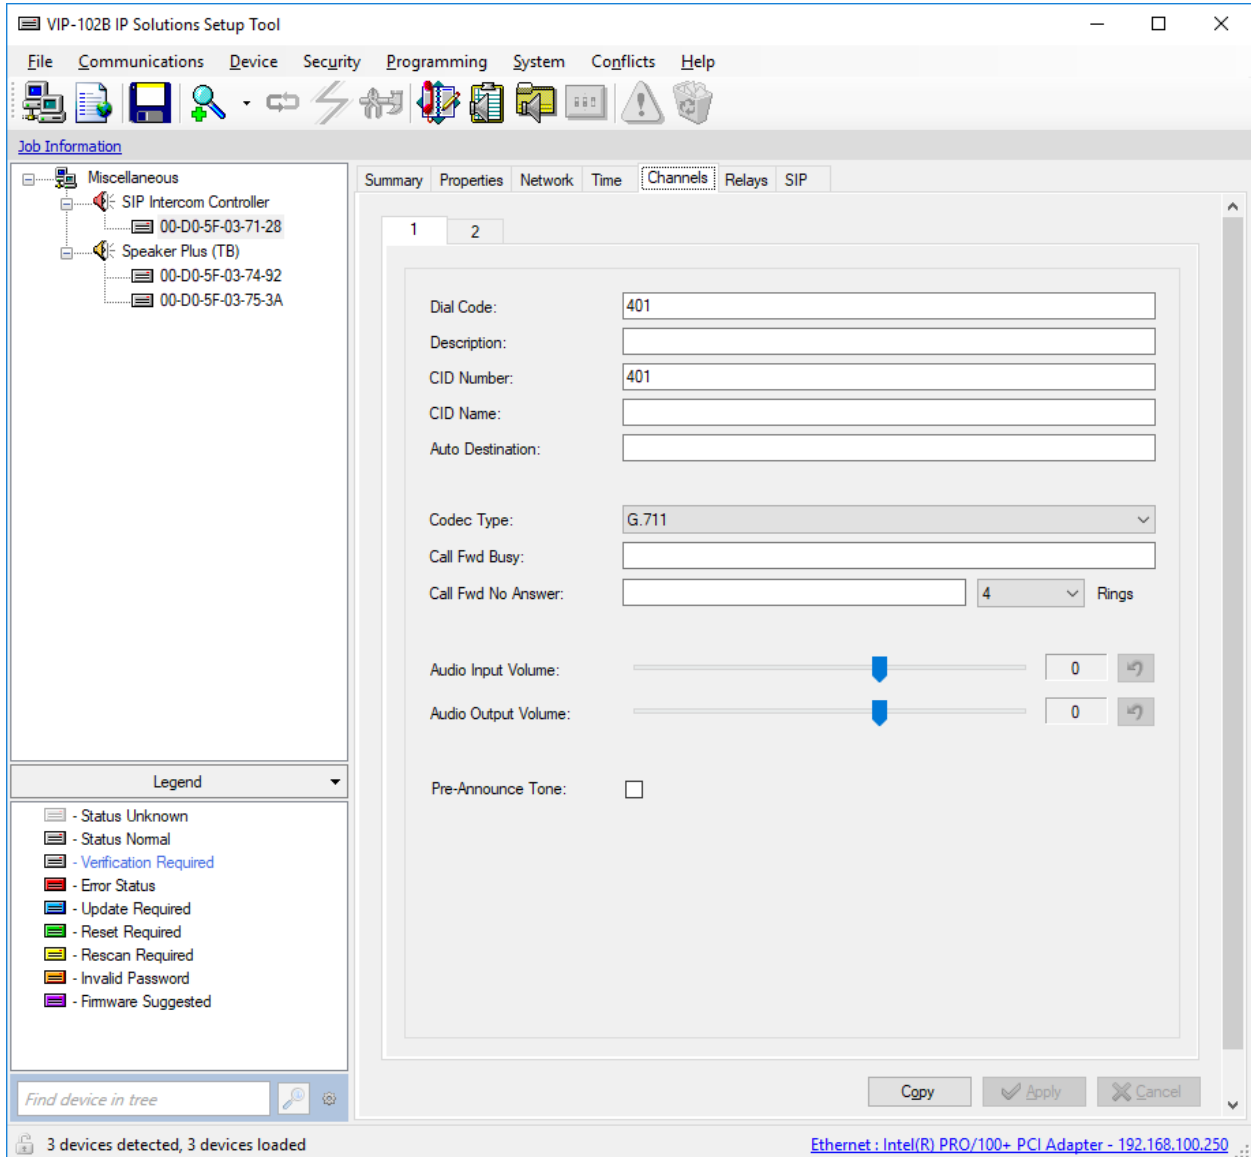 VIP-102B IP Solutions Setup Tool
File Communications Device Security Programming System Conflicts Help
Job Information
Miscellaneous
SIP Intercom Controller
00-D0-5F-03-71-28
Speaker Plus (TB)
00-D0-5F-03-74-92
00-D0-5F-03-75-3A
Legend
- Status Unknown
- Status Normal
- Verification Required
- Error Status
- Update Required
- Reset Required
- Rescan Required
- Invalid Password
- Firmware Suggested
Find device in tree
Summary Properties Network Time Channels Relays SIP
1 2
Dial Code: 401
Description:
CID Number: 401
CID Name:
Auto Destination:
Codec Type: G.711
Call Fwd Busy:
Call Fwd No Answer: 4 Rings
Audio Input Volume: 0
Audio Output Volume: 0
Pre-Announce Tone:
Copy Apply Cancel
3 devices detected, 3 devices loaded
Ethernet : Intel(R) PRO/100+ PCI Adapter - 192.168.100.250